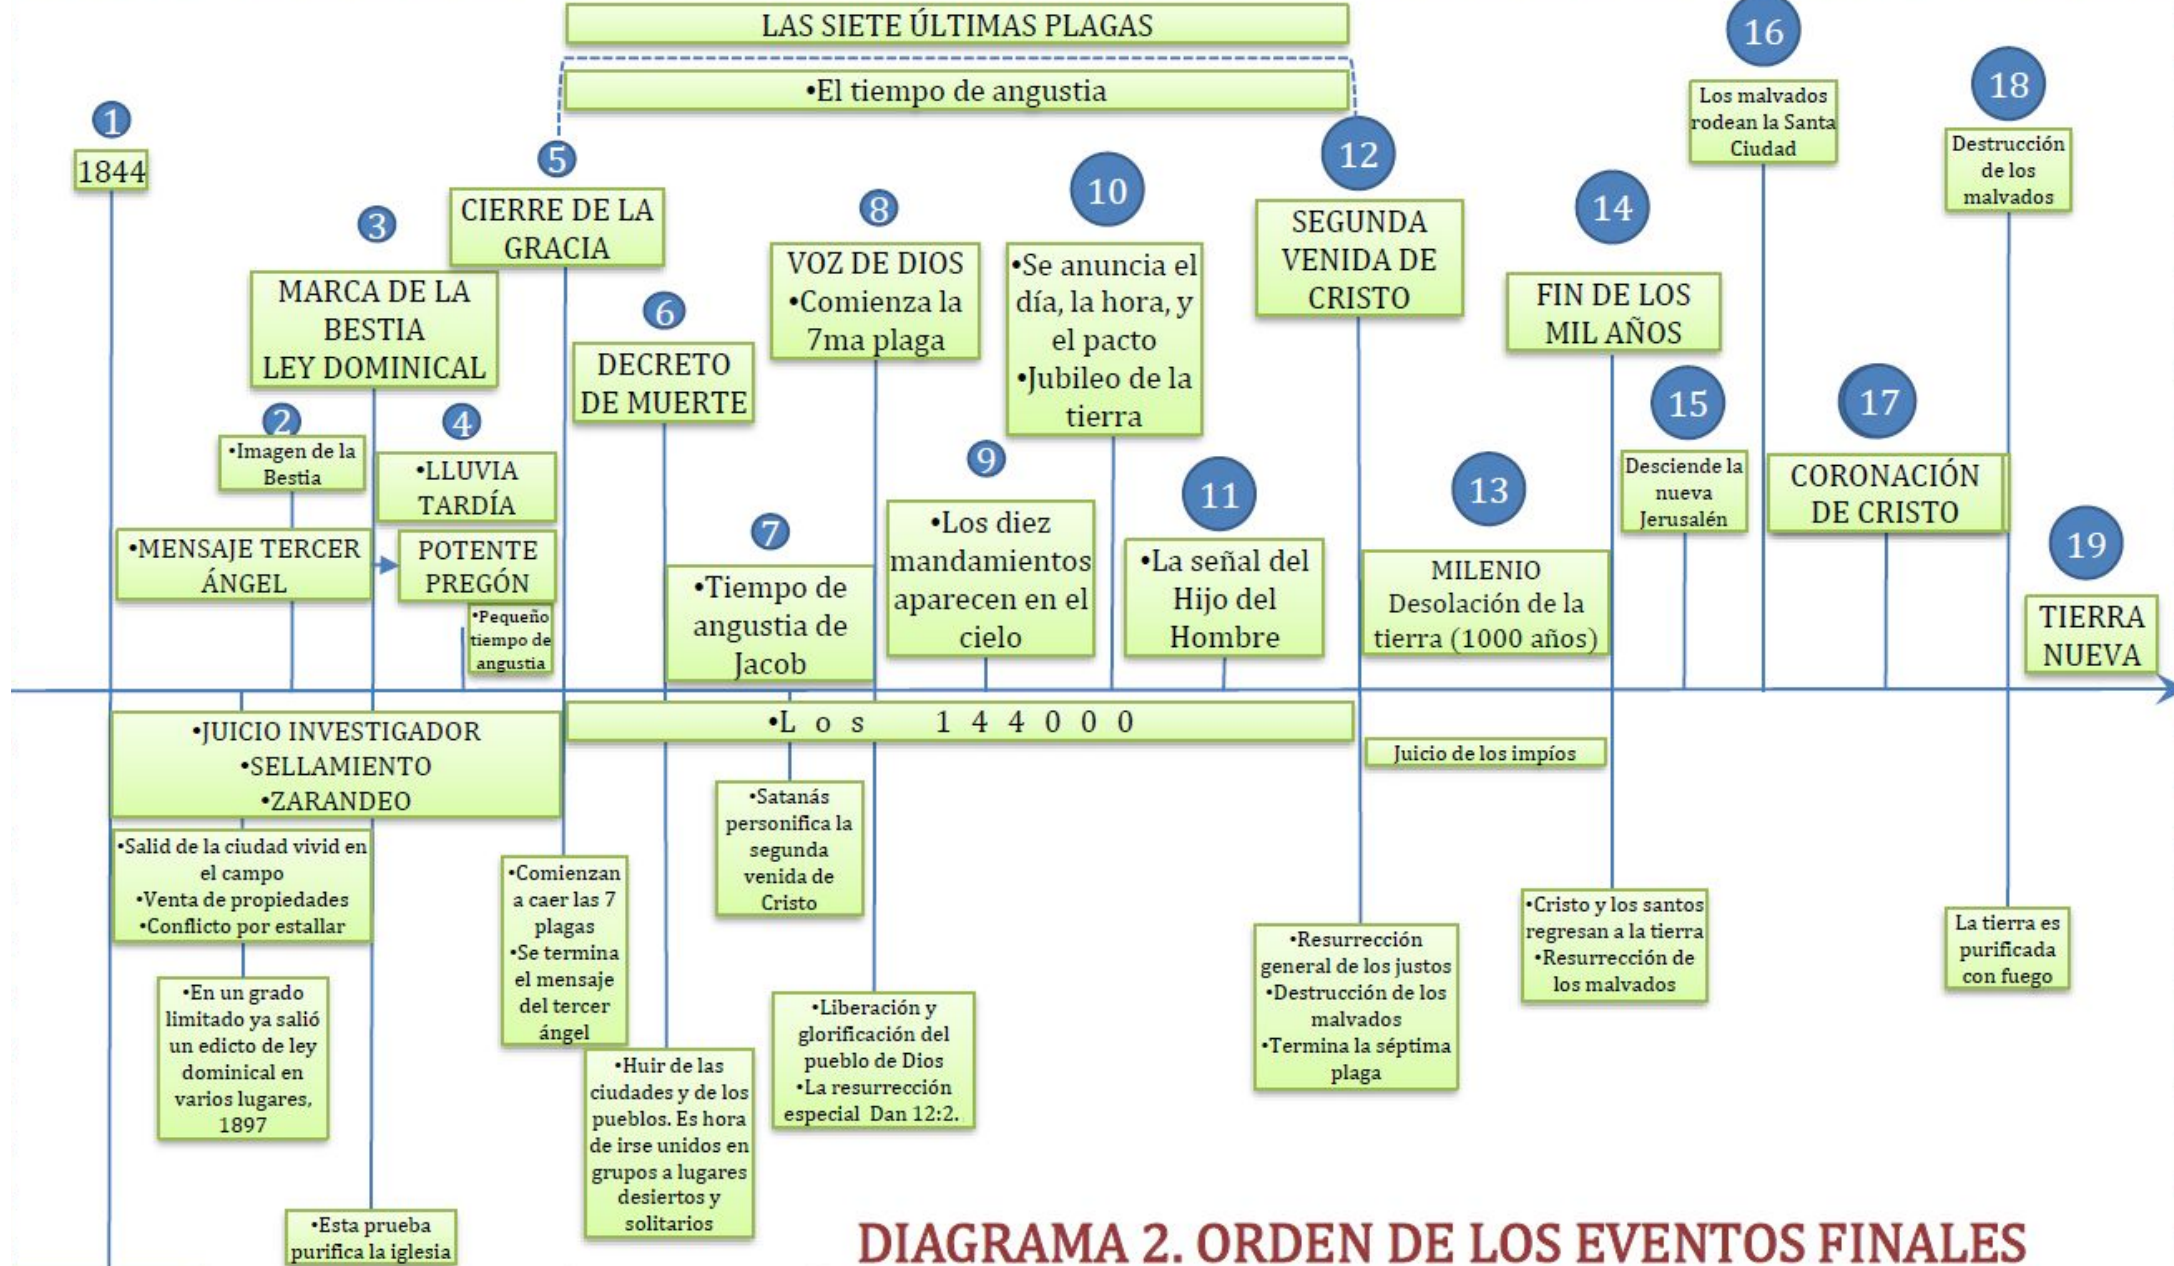 LAS SIETE ÚLTIMAS PLAGAS
•El tiempo de angustia
1
1844
2
•Imagen de la
Bestia
•MENSAJE TERCER
ÁNGEL
3
MARCA DE LA
BESTIA
LEY DOMINICAL
4
•LLUVIA
TARDÍA
POTENTE
PREGÓN
•Pequeño
tiempo de
angustia
5
CIERRE DE LA
GRACIA
6
DECRETO
DE MUERTE
7
•Tiempo de
angustia de
Jacob
8
VOZ DE DIOS
•Comienza la
7ma plaga
9
•Los diez
mandamientos
aparecen en el
cielo
10
•Se anuncia el
día, la hora, y
el pacto
•Jubileo de la
tierra
11
•La señal del
Hijo del
Hombre
12
SEGUNDA
VENIDA DE
CRISTO
13
MILENIO
Desolación de la
tierra (1000 años)
14
FIN DE LOS
MIL AÑOS
15
Desciende la
nueva
Jerusalén
16
Los malvados
rodean la Santa
Ciudad
17
CORONACIÓN
DE CRISTO
18
Destrucción
de los
malvados
19
TIERRA
NUEVA
•JUICIO INVESTIGADOR
•SELLAMIENTO
•ZARANDEO
•Salid de la ciudad vivid en
el campo
•Venta de propiedades
•Conflicto por estallar
•En un grado
limitado ya salió
un edicto de ley
dominical en
varios lugares,
1897
•Esta prueba
purifica la iglesia
•Los 144000
•Comienzan
a caer las 7
plagas
•Se termina
el mensaje
del tercer
ángel
•Huir de las
ciudades y de los
pueblos. Es hora
de irse unidos en
grupos a lugares
desiertos y
solitarios
•Satanás
personifica la
segunda
venida de
Cristo
•Liberación y
glorificación del
pueblo de Dios
•La resurrección
especial Dan 12:2.
Juicio de los impíos
•Resurrección
general de los justos
•Destrucción de los
malvados
•Termina la séptima
plaga
•Cristo y los santos
regresan a la tierra
•Resurrección de
los malvados
La tierra es
purificada
con fuego
DIAGRAMA 2. ORDEN DE LOS EVENTOS FINALES